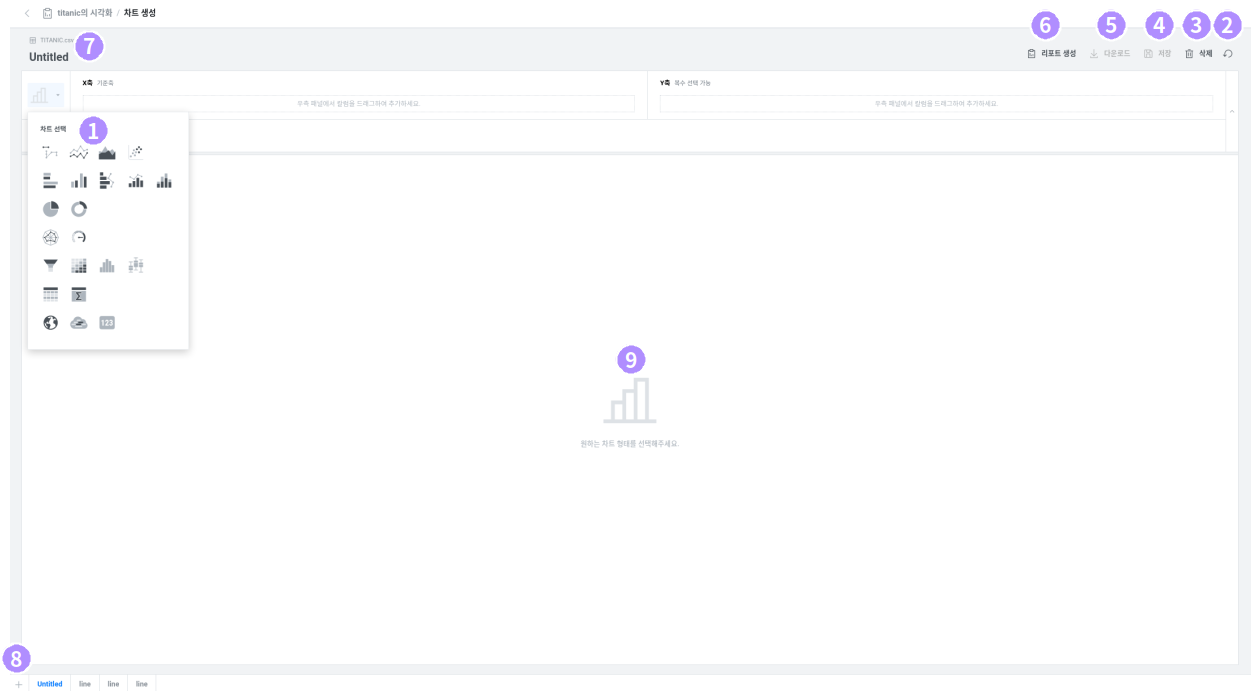 titanic의 시각화 / 차트 생성
TITANIC.csv
7
Untitled
6
5
4
3
2
리포트 생성
다운로드
저장
삭제
X축 기준축
우측 패널에서 컬럼을 드래그하여 추가하세요.
Y축 복수 선택 가능
우측 패널에서 컬럼을 드래그하여 추가하세요.
차트 선택
1
Σ
123
9
원하는 차트 형태를 선택해주세요.
8
+ Untitled line line line